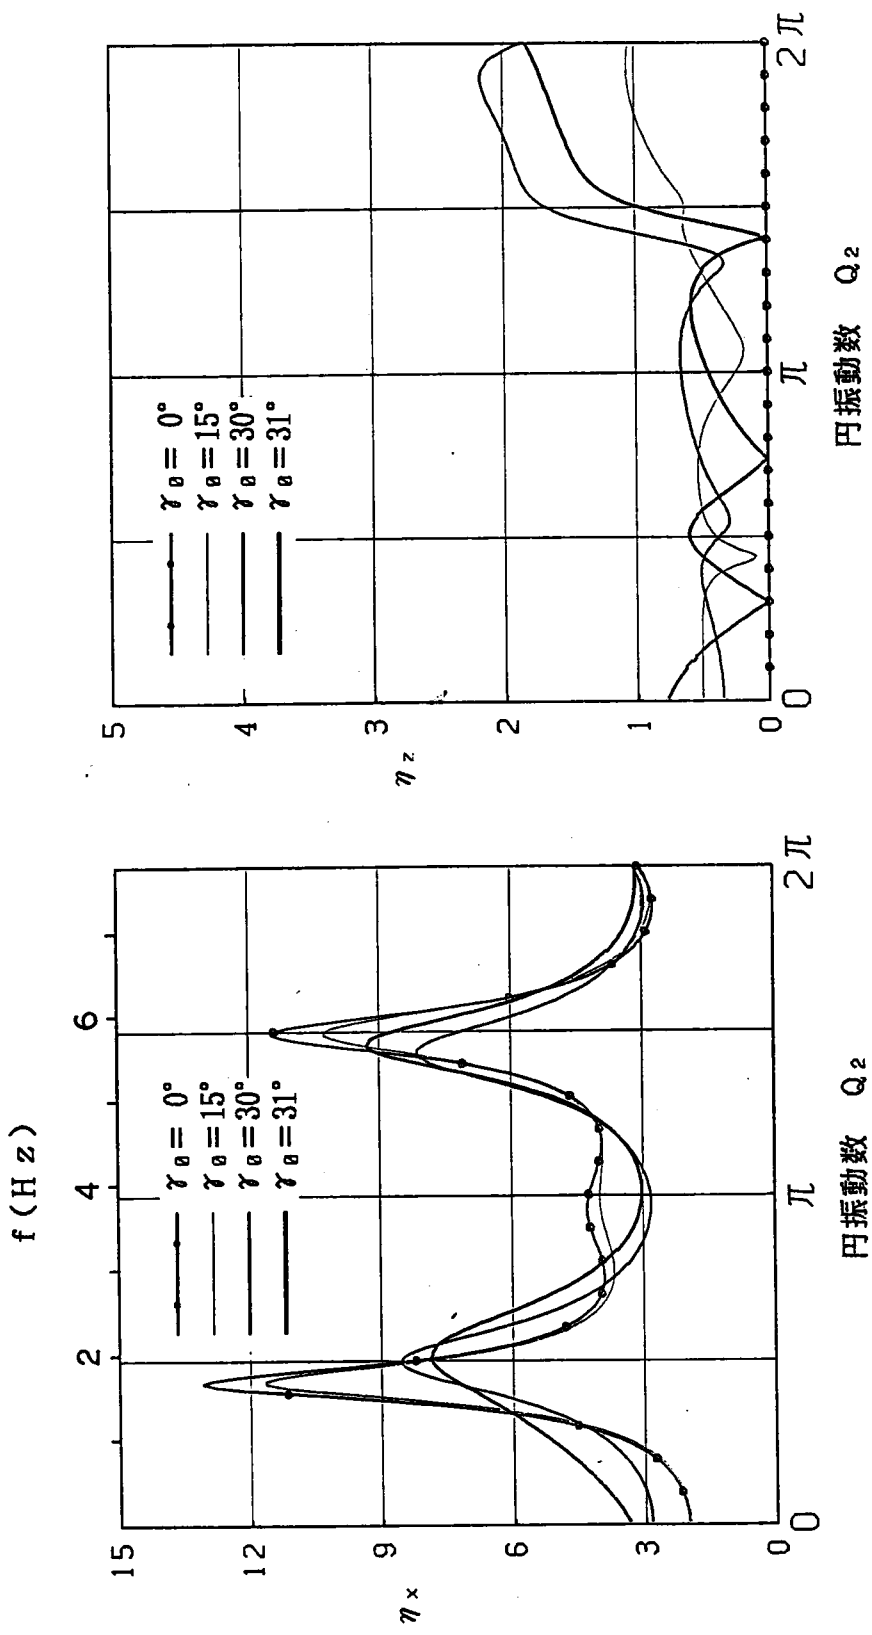 f(Hz)
2 4 6
15
12
9
6
3
0
ηx
γ0= 0°
γ0=15°
γ0=30°
γ0=31°
0 π 2π
円振動数 Q2
5
4
3
2
1
0
ηz
γ0= 0°
γ0=15°
γ0=30°
γ0=31°
0 π 2π
円振動数 Q2